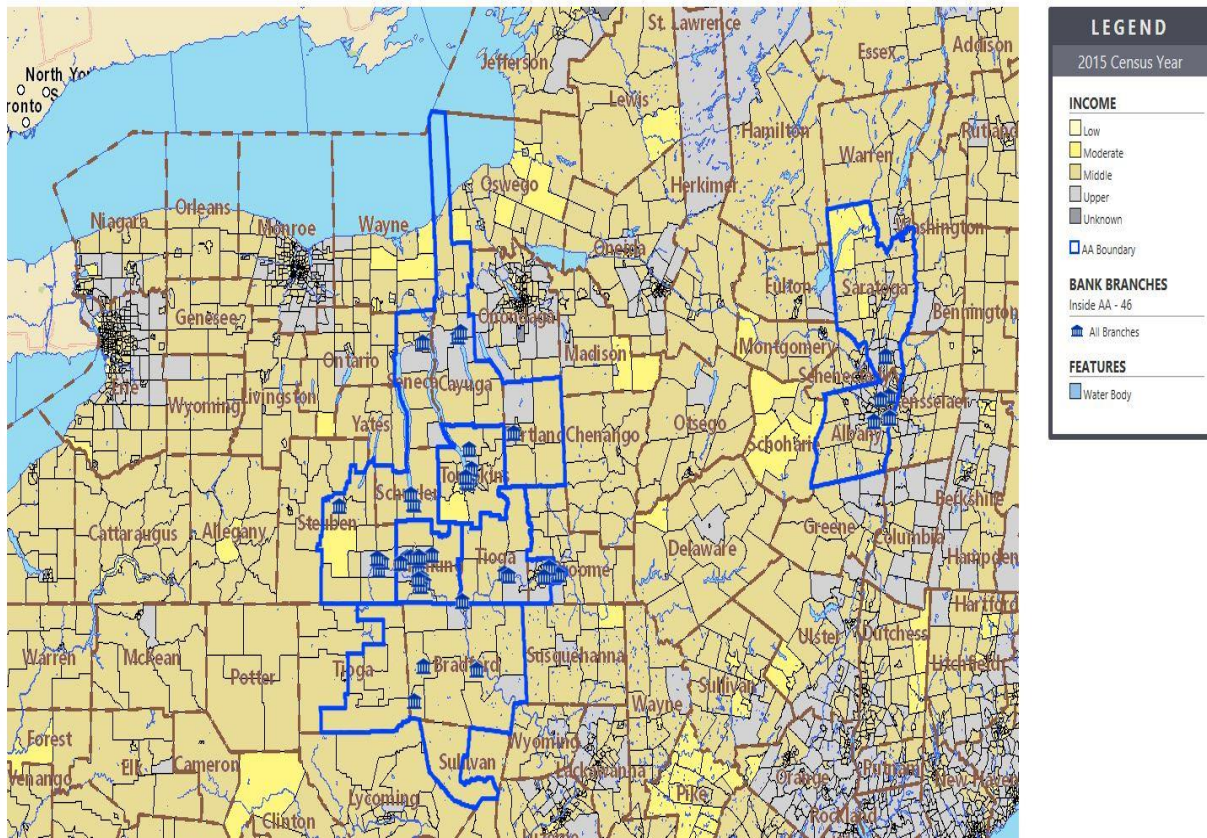 St. Lawrence
Jefferson
Essex
Addison
North Yo
ronto
S
Lewis
Hamilton
Warren
Rutland
Oswego
Herkimer
Niagara
Orleans
Monroe
Wayne
Oneida
Washington
Fulton
Saratoga
Genesee
Onondaga
Bennington
Ontario
Madison
Montgomery
Erie
Seneca
Cayuga
Schenectady
Wyoming
Livingston
Rensselaer
Yates
Cortland
Chenango
Otsego
Albany
Schoharie
Tompkins
Schuyler
Berkshire
Steuben
Greene
Cattaraugus
Allegany
Columbia
Delaware
Hampden
Tioga
Broome
Chemung
Hartford
Ulster
Dutchess
Warren
McKean
Potter
Tioga
Bradford
Susquehanna
Litchfield
Sullivan
Wayne
Forest
Wyoming
Elk
Cameron
Sullivan
Lackawanna
Orange
Putnam
New Haven
Venango
Lycoming
Pike
Clinton
Rockland
LEGEND
2015 Census Year
INCOME
Low
Moderate
Middle
Upper
Unknown
AA Boundary
BANK BRANCHES
Inside AA - 46
All Branches
FEATURES
Water Body